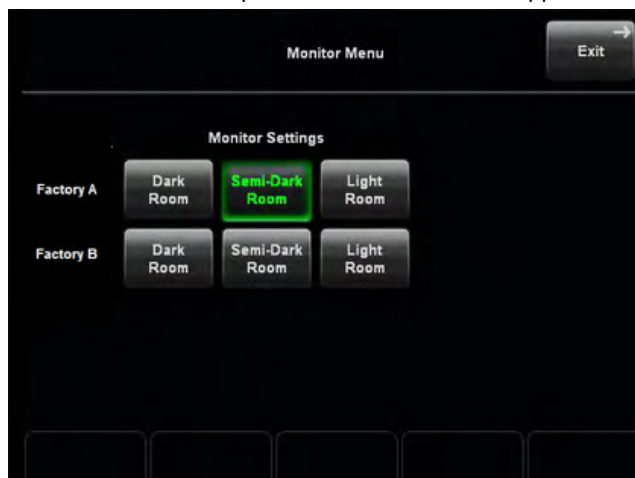 Monitor Menu
Exit
Monitor Settings
Factory A
Dark Room
Semi-Dark Room
Light Room
Factory B
Dark Room
Semi-Dark Room
Light Room